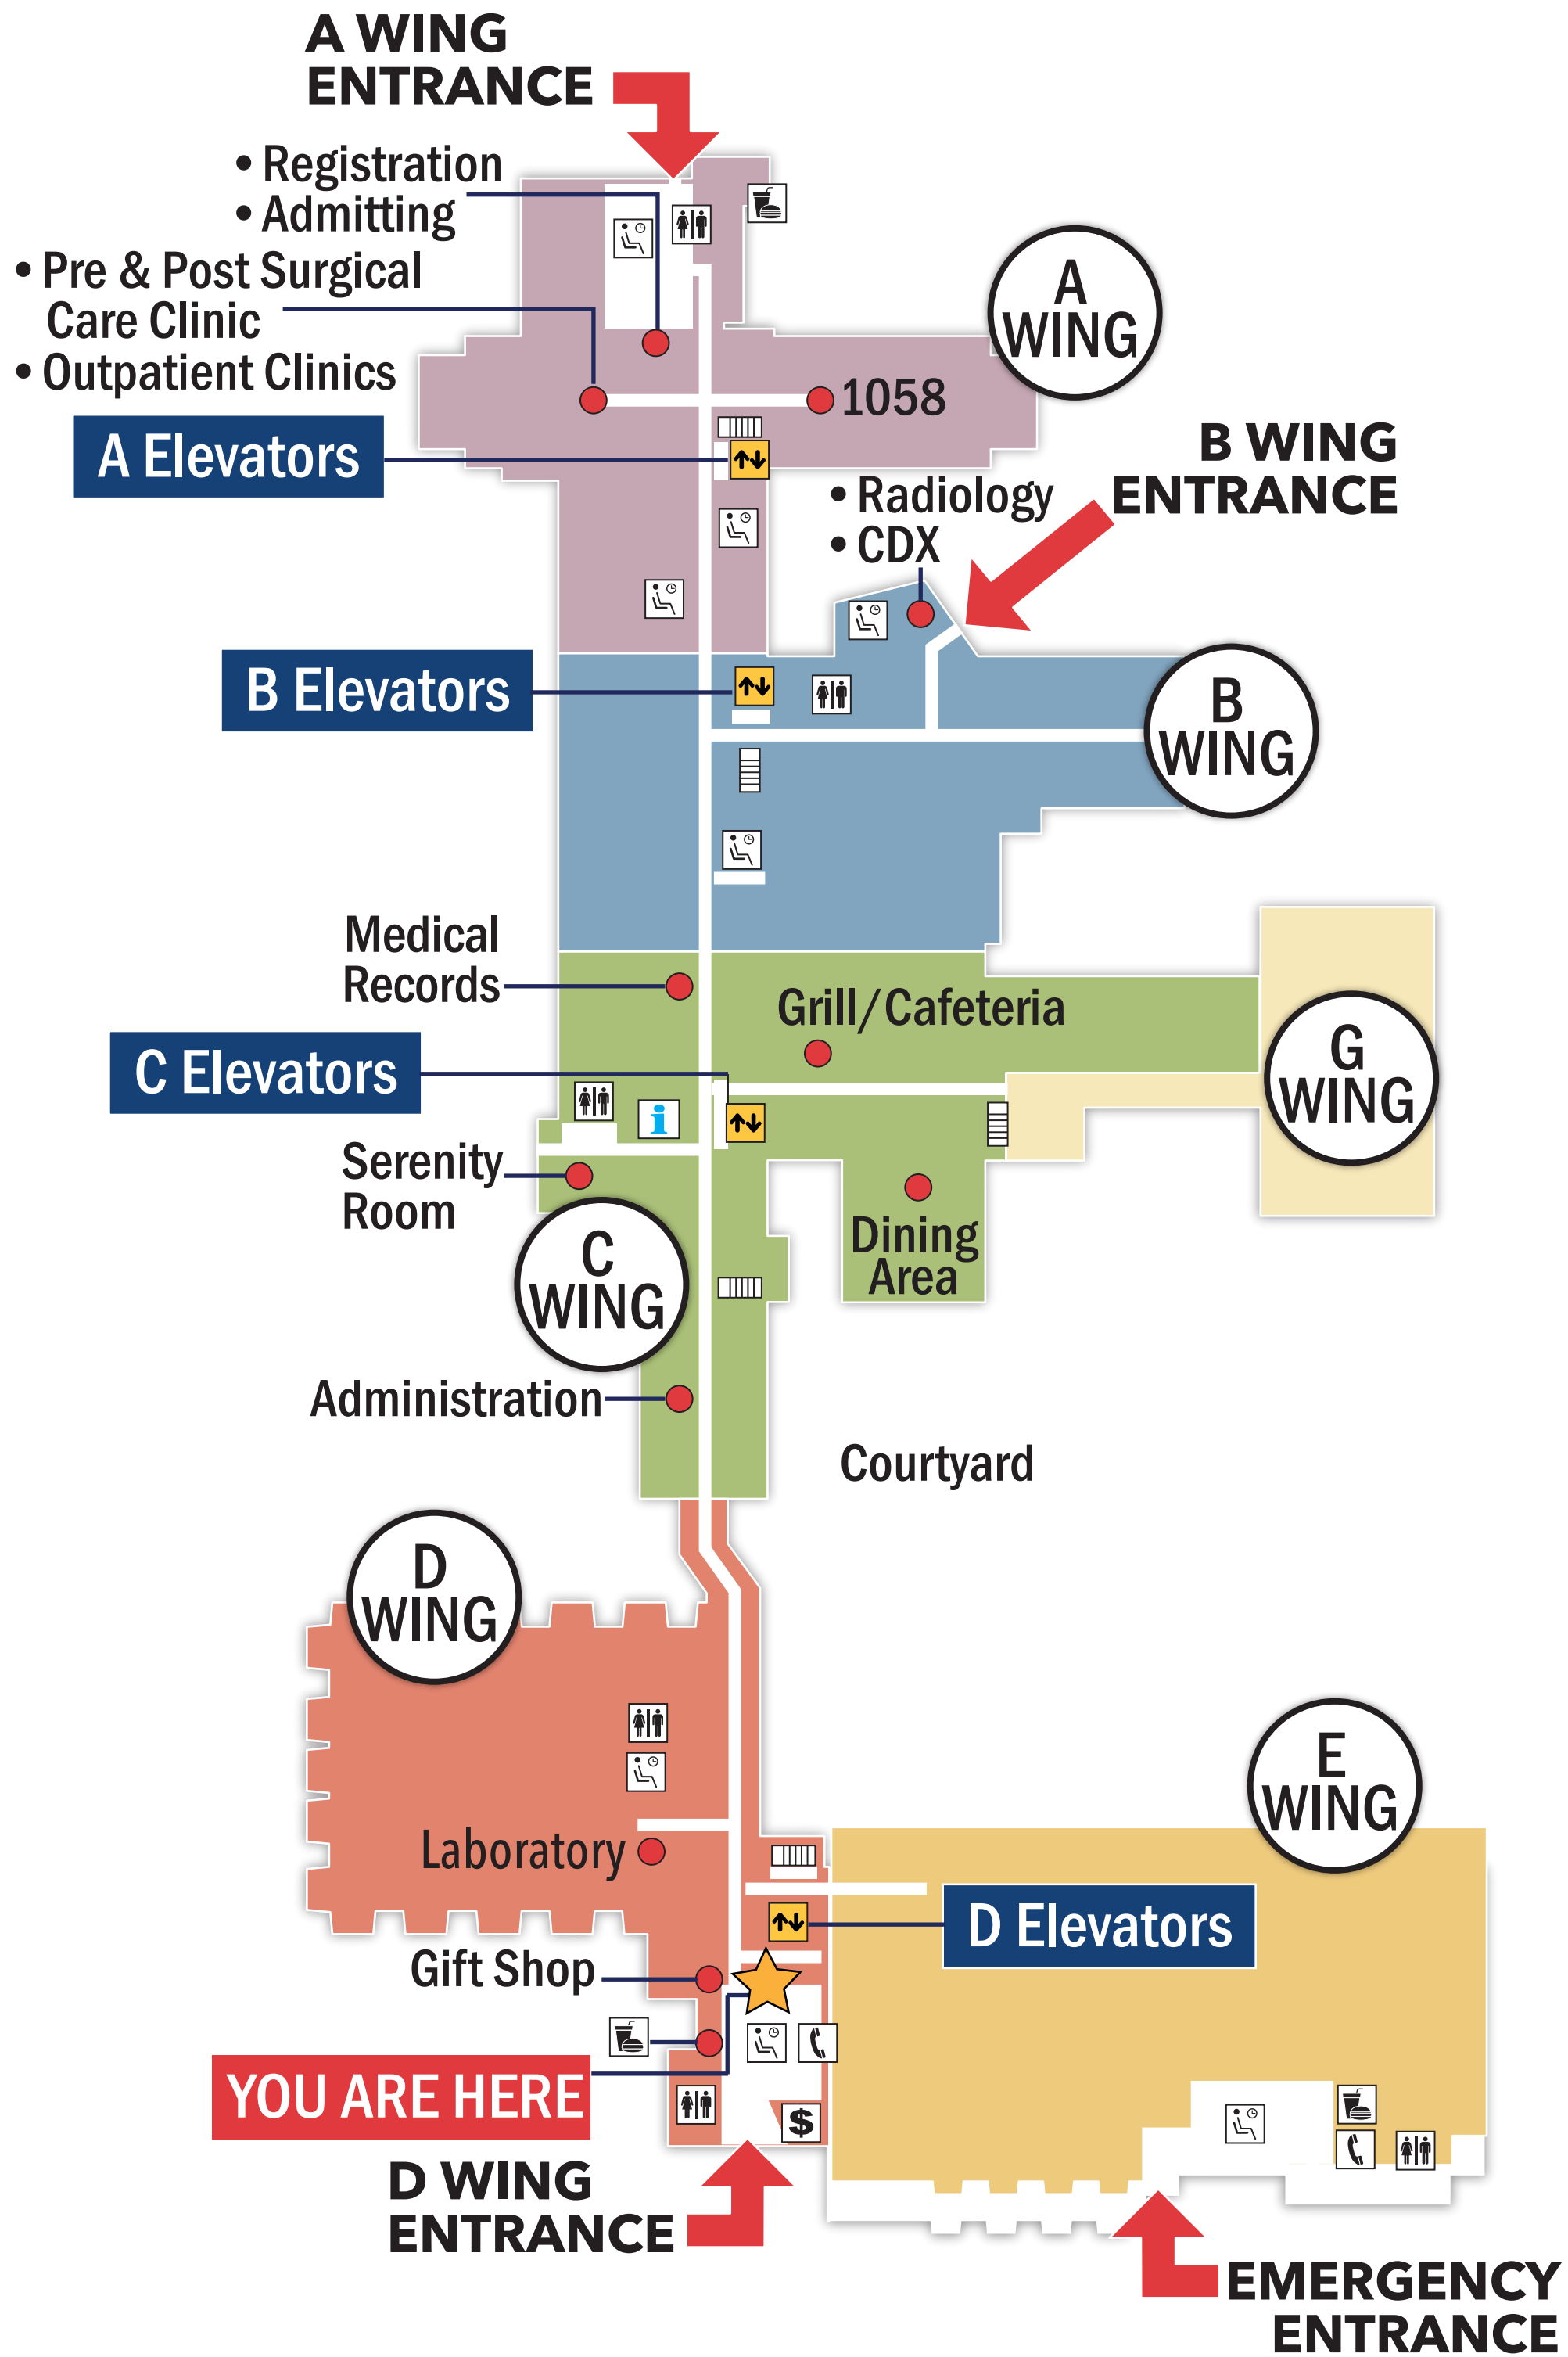 A WING
ENTRANCE
• Registration
• Admitting
• Pre & Post Surgical
Care Clinic
• Outpatient Clinics
A
WING
1058
A Elevators
B WING
ENTRANCE
• Radiology
• CDX
B Elevators
B
WING
Medical
Records
Grill/Cafeteria
G
WING
C Elevators
i
Serenity
Room
Dining
Area
C
WING
Administration
Courtyard
D
WING
E
WING
Laboratory
D Elevators
Gift Shop
YOU ARE HERE
$
D WING
ENTRANCE
EMERGENCY
ENTRANCE